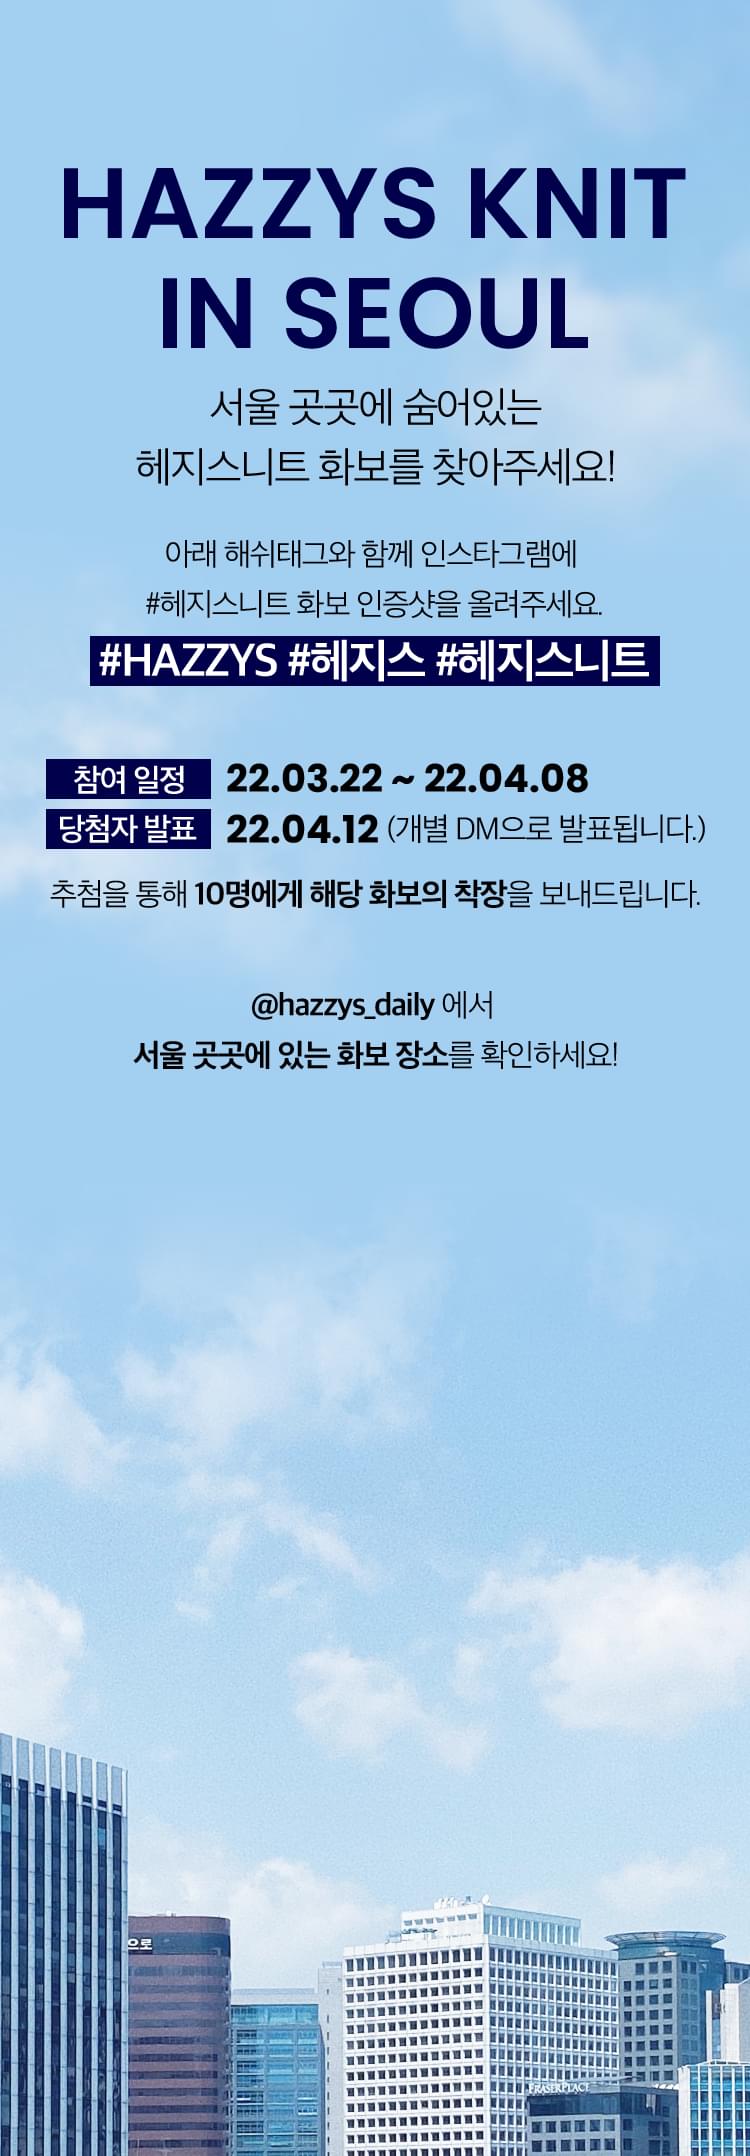 HAZZYS KNIT
IN SEOUL
서울 곳곳에 숨어있는
헤지스니트 화보를 찾아주세요!
아래 해쉬태그와 함께 인스타그램에
#헤지스니트 화보 인증샷을 올려주세요.
#HAZZYS #헤지스 #헤지스니트
참여 일정 22.03.22 ~ 22.04.08
당첨자 발표 22.04.12 (개별 DM으로 발표됩니다.)
추첨을 통해 10명에게 해당 화보의 착장을 보내드립니다.
@hazzys_daily 에서
서울 곳곳에 있는 화보 장소를 확인하세요!
으로
FRASER PLACE